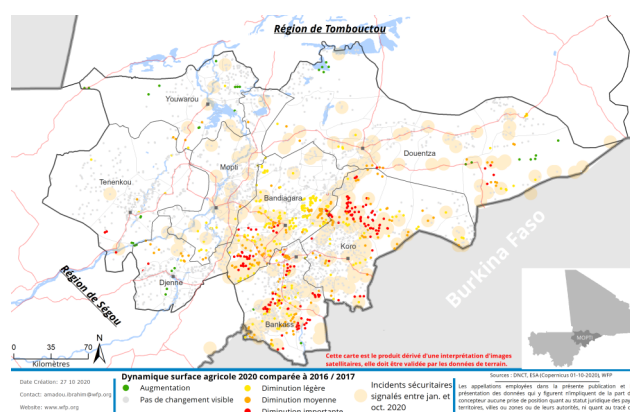 Région de Tombouctou
Youwarou
Douentza
Mopti
Tenenkou
Bandiagara
Koro
Burkina Faso
Région de Ségou
Djenne
Bankass
MOPTI
0 35 70
Kilomètres
N
Cette carte est le produit dérivé d'une interprétation d'images
satellitaires, elle doit être validée par les données de terrain.
Date Création: 27 10 2020
Contact: amadou.ibrahim@wfp.org
Website: www.wfp.org
Dynamique surface agricole 2020 comparée à 2016 / 2017
Augmentation
Pas de changement visible
Diminution légère
Diminution moyenne
Diminution importante
Incidents sécuritaires
signalés entre jan. et
oct. 2020
Sources : DNCT, ESA (Copernicus 01-10-2020), WFP
Les appellations employées dans la présente publication et
présentation des données qui y figurent n'impliquent de la part d
concepteur aucune prise de position quant au statut juridique des pay
territoires, villes ou zones ou de leurs autorités, ni quant au tracé d